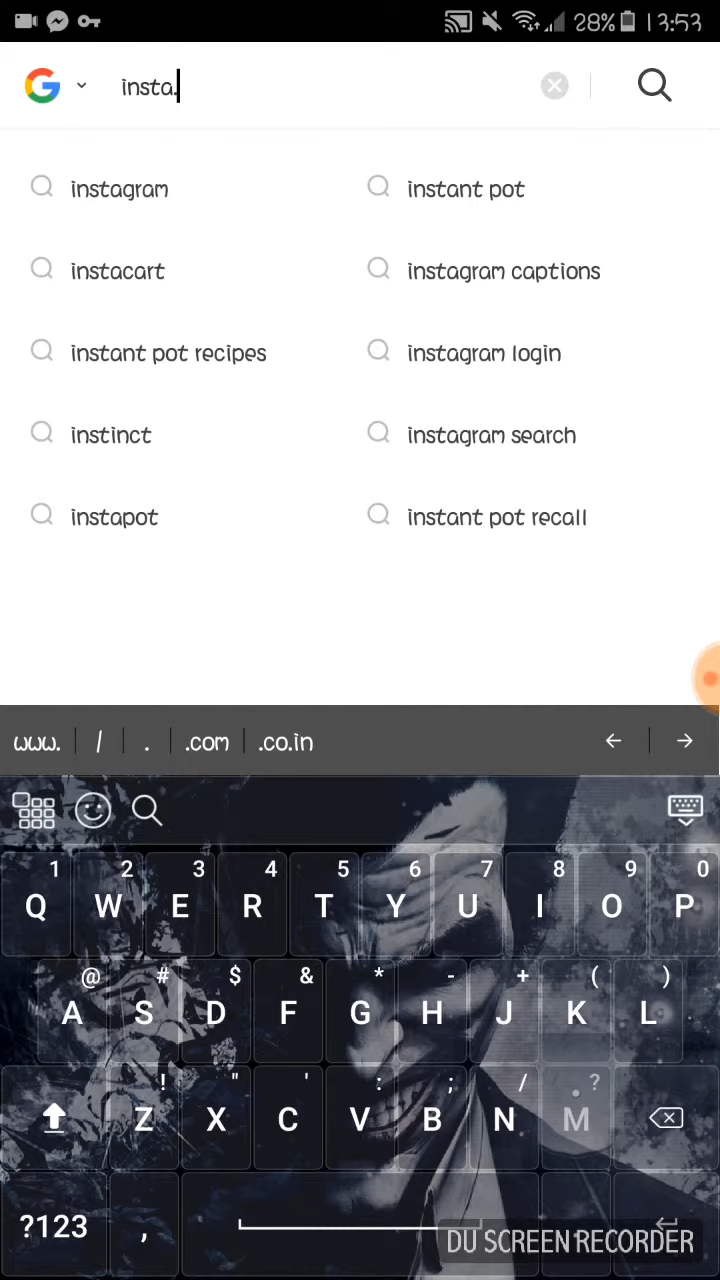 28% 13:53
insta.
instagram instant pot
instacart instagram captions
instant pot recipes instagram login
instinct instagram search
instapot instant pot recall
www. / . .com .co.in
1 2 3 4 5 6 7 8 9 0
Q W E R T Y U I O P
@ # $ & * - + ( )
A S D F G H J K L
! " ' : ; / ?
Z X C V B N M
?123 ,
DU SCREEN RECORDER